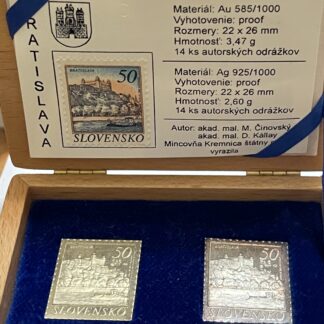 BRATISLAVA
Materiál: Au 585/1000
Vyhotovenie: proof
Rozmery: 22 x 26 mm
Hmotnosť: 3,47 g
14 ks autorských odrážkov
BRATISLAVA
50
SLOVENSKO
Materiál: Ag 925/1000
Vyhotovenie: proof
Rozmery: 22 x 26 mm
Hmotnosť: 2,60 g
14 ks autorských odrážkov
Autor: akad. mal. M. Činovský
akad. mal. D. Kállay
Mincovňa Kremnica štátny
vyrazila
50
SLOVENSKO
50
SLOVENSKO